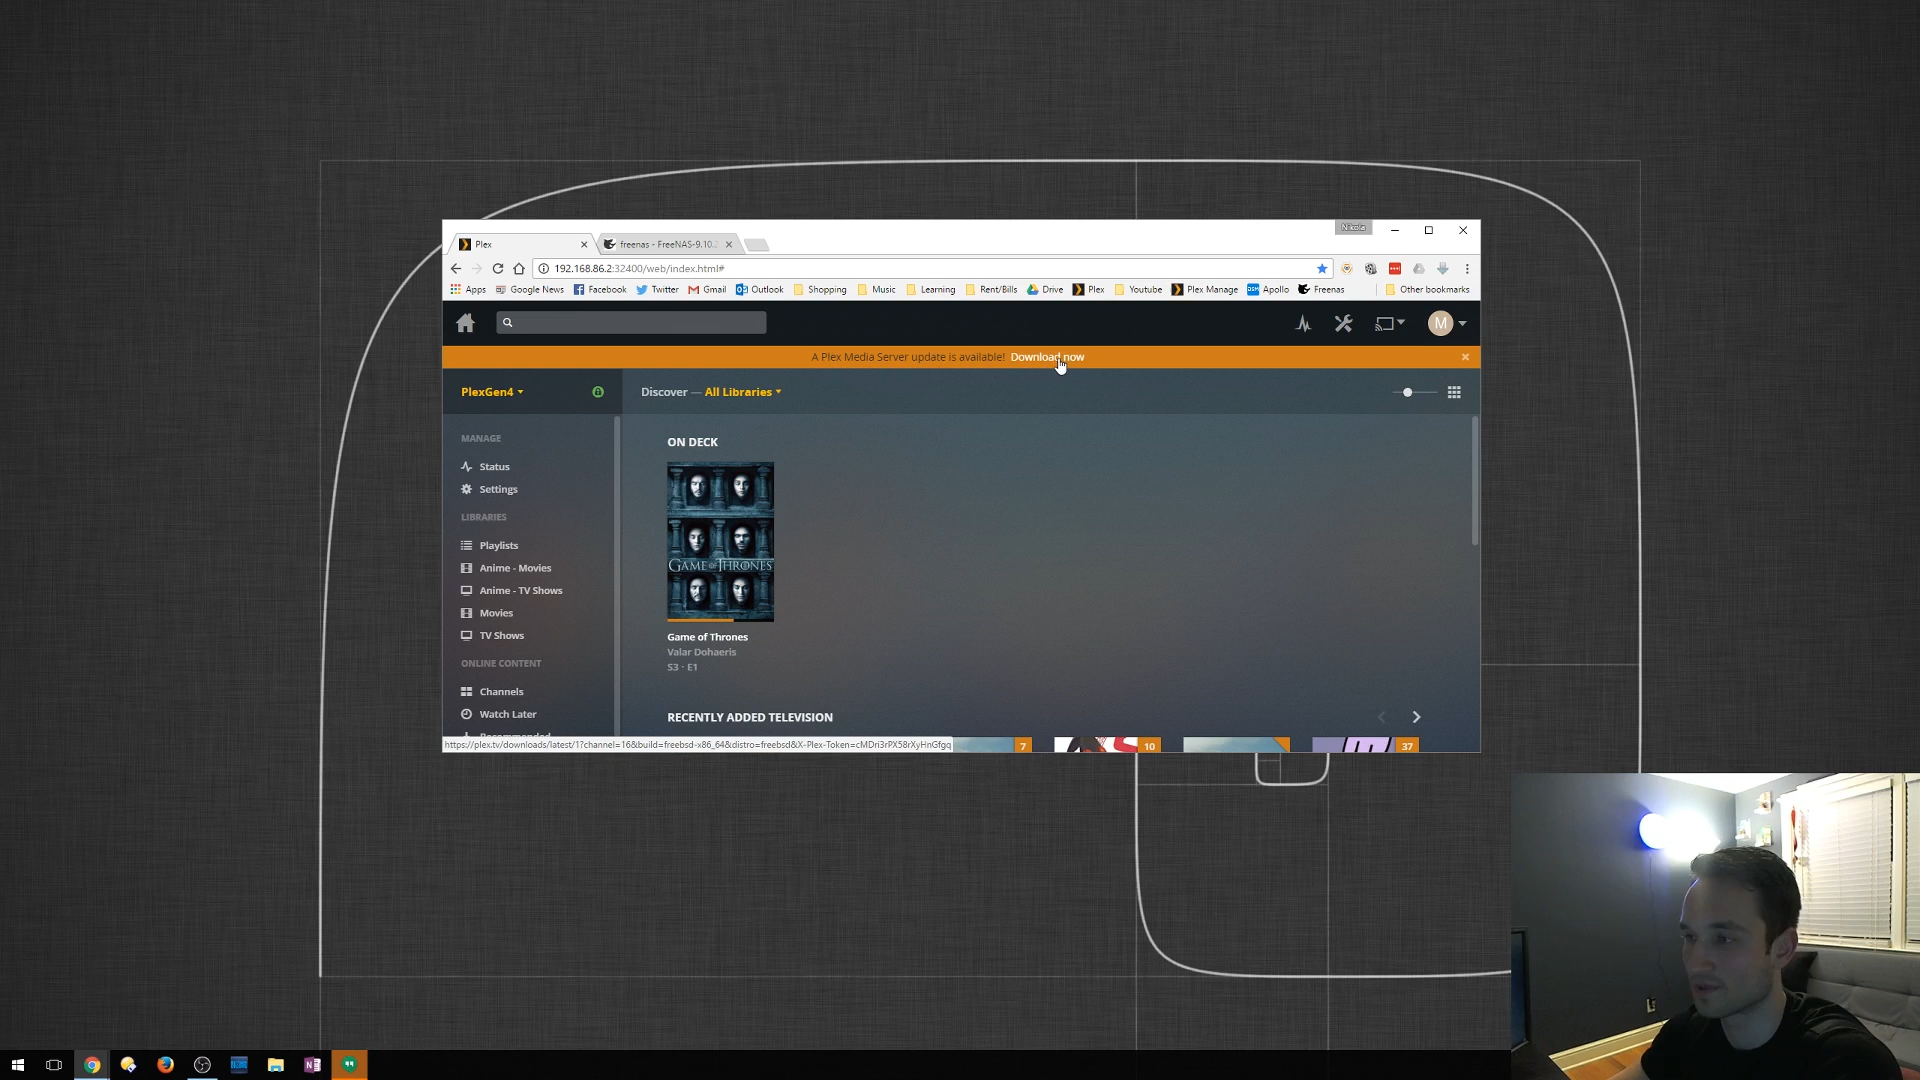 Nikola
Plex
freenas - FreeNAS-9.10.2
192.168.86.2:32400/web/index.html#
Apps Google News Facebook Twitter Gmail Outlook Shopping Music Learning Rent/Bills Drive Plex Youtube Plex Manage Apollo Freenas Other bookmarks
M
A Plex Media Server update is available! Download now
PlexGen4
Discover — All Libraries
MANAGE
Status
Settings
LIBRARIES
Playlists
Anime - Movies
Anime - TV Shows
Movies
TV Shows
ONLINE CONTENT
Channels
Watch Later
ON DECK
GAME OF THRONES
Game of Thrones
Valar Dohaeris
S3 · E1
RECENTLY ADDED TELEVISION
7 10 37
https://plex.tv/downloads/latest/1?channel=16&build=freebsd-x86_64&distro=freebsd&X-Plex-Token=cMDri3rPX58rXyHnGfgq